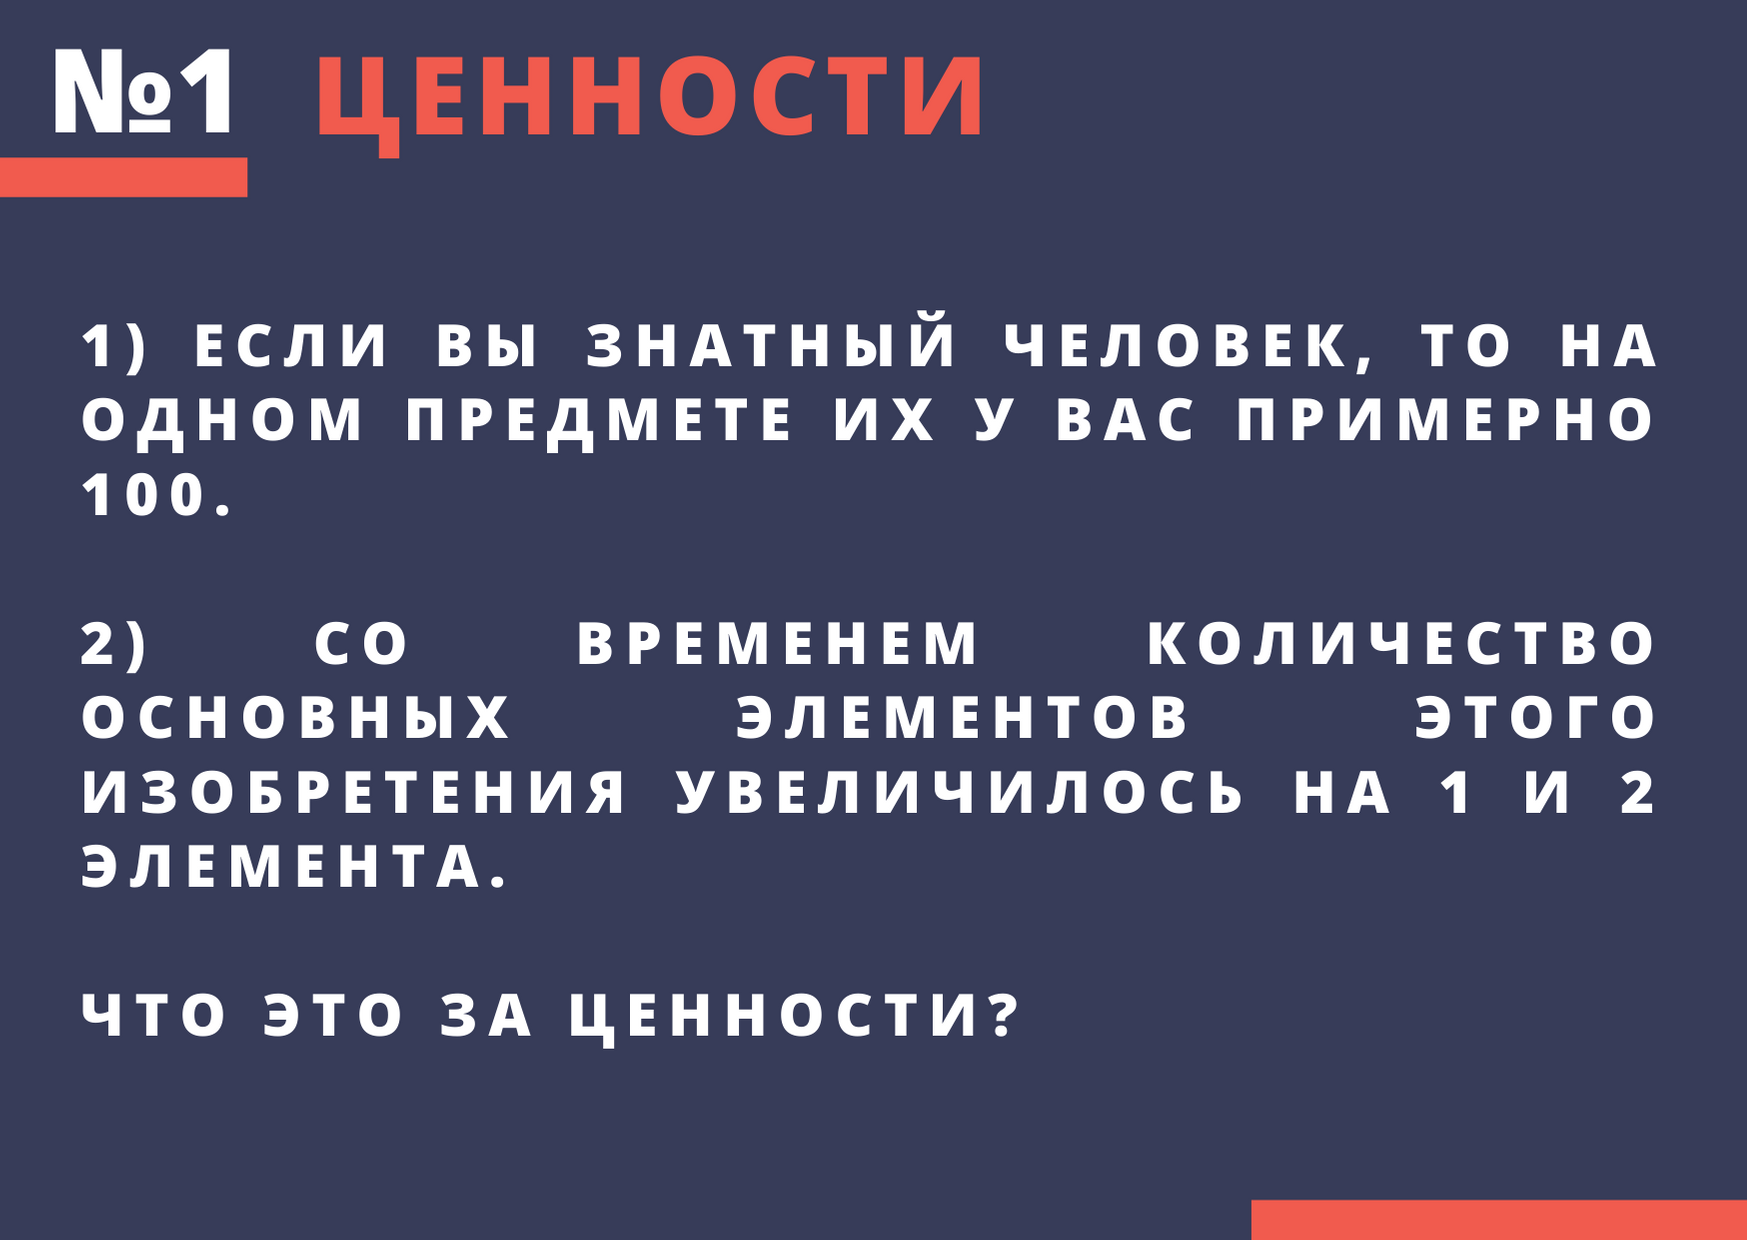 №1 ЦЕННОСТИ
1) ЕСЛИ ВЫ ЗНАТНЫЙ ЧЕЛОВЕК, ТО НА
ОДНОМ ПРЕДМЕТЕ ИХ У ВАС ПРИМЕРНО
100.
2) СО ВРЕМЕНЕМ КОЛИЧЕСТВО
ОСНОВНЫХ ЭЛЕМЕНТОВ ЭТОГО
ИЗОБРЕТЕНИЯ УВЕЛИЧИЛОСЬ НА 1 И 2
ЭЛЕМЕНТА.
ЧТО ЭТО ЗА ЦЕННОСТИ?